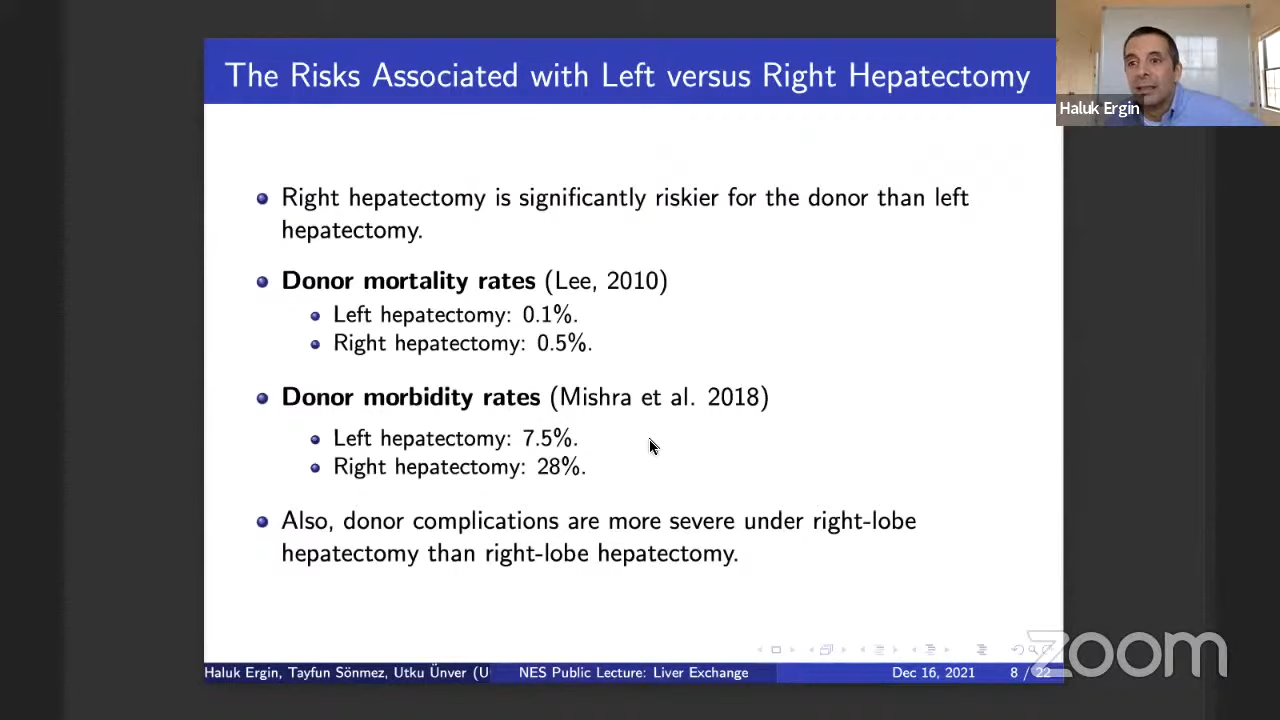 The Risks Associated with Left versus Right Hepatectomy
Haluk Ergin
Right hepatectomy is significantly riskier for the donor than left
hepatectomy.
Donor mortality rates (Lee, 2010)
Left hepatectomy: 0.1%.
Right hepatectomy: 0.5%.
Donor morbidity rates (Mishra et al. 2018)
Left hepatectomy: 7.5%.
Right hepatectomy: 28%.
Also, donor complications are more severe under right-lobe
hepatectomy than right-lobe hepatectomy.
Haluk Ergin, Tayfun Sönmez, Utku Ünver (U
NES Public Lecture: Liver Exchange
Dec 16, 2021
8 / 22
zoom